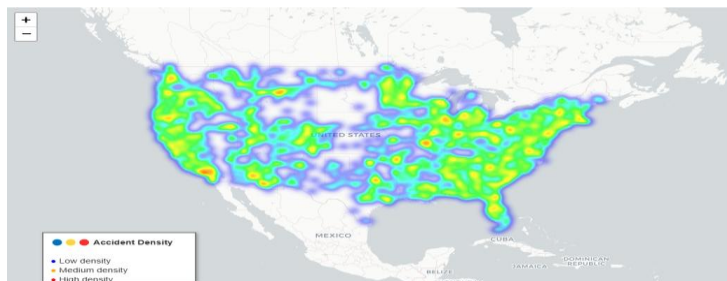 +
−
UNITED STATES
MEXICO
CUBA
JAMAICA
DOMINICAN
REPUBLIC
BELIZE
Accident Density
Low density
Medium density
High density